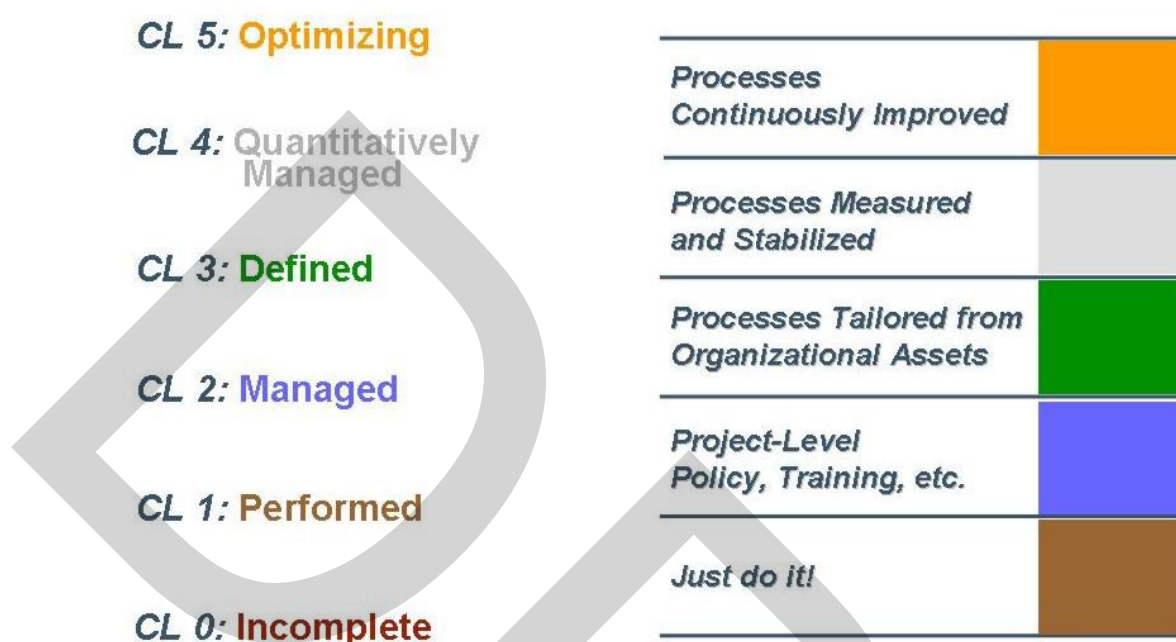 CL 5: Optimizing
CL 4: Quantitatively
Managed
CL 3: Defined
CL 2: Managed
CL 1: Performed
CL 0: Incomplete
Processes
Continuously Improved
Processes Measured
and Stabilized
Processes Tailored from
Organizational Assets
Project-Level
Policy, Training, etc.
Just do it!